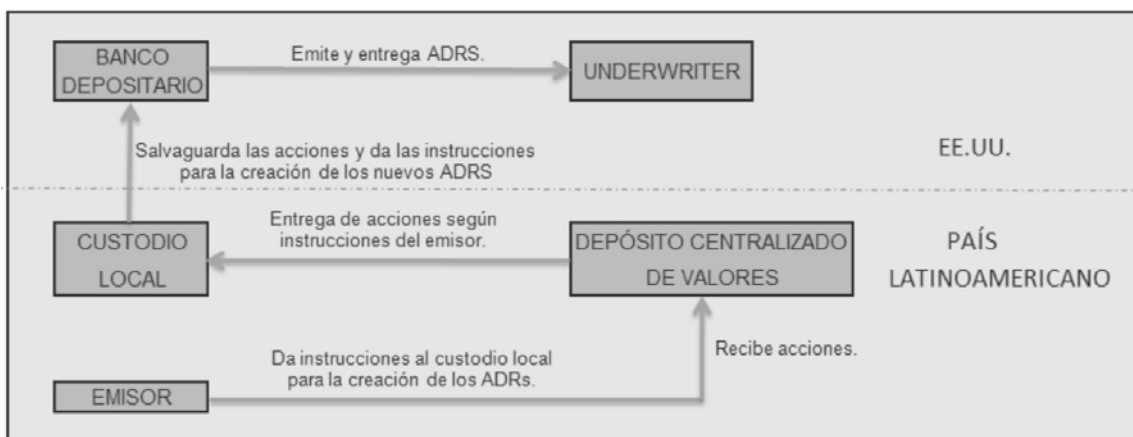 BANCO
DEPOSITARIO
Emite y entrega ADRS.
UNDERWRITER
Salvaguarda las acciones y da las instrucciones
para la creación de los nuevos ADRS
EE.UU.
CUSTODIO
LOCAL
Entrega de acciones según
instrucciones del emisor.
DEPÓSITO CENTRALIZADO
DE VALORES
PAÍS
LATINOAMERICANO
Da instrucciones al custodio local
para la creación de los ADRs.
Recibe acciones.
EMISOR